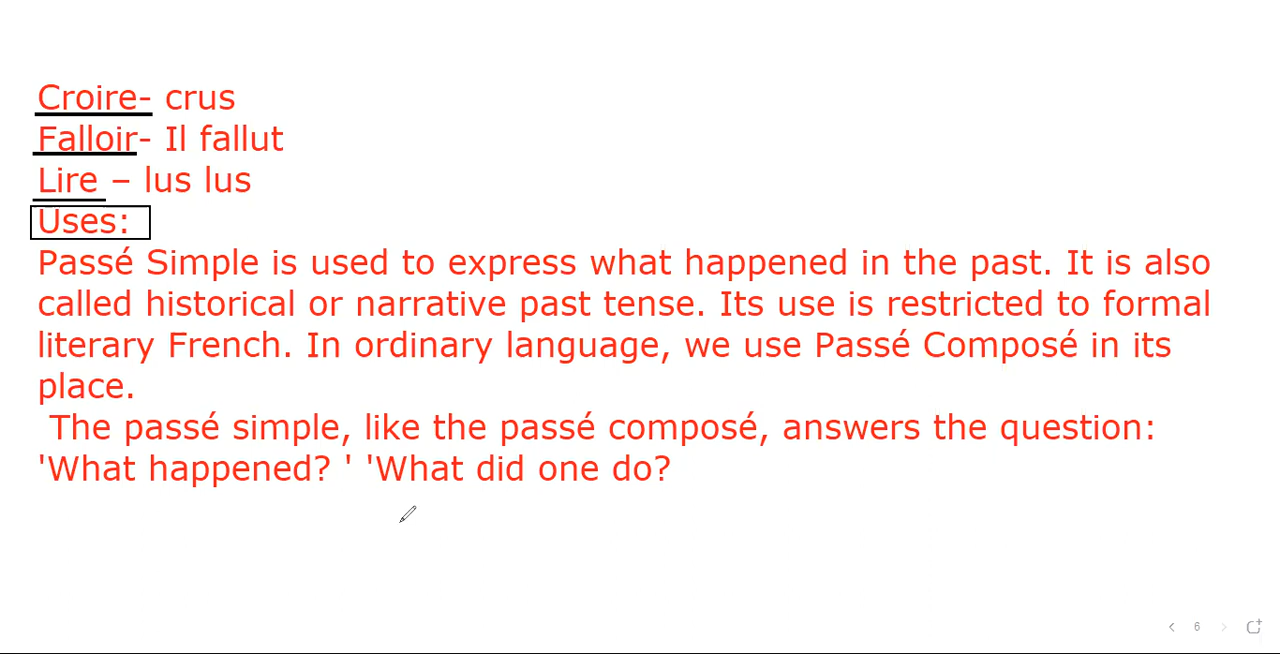 Croire- crus
Falloir- Il fallut
Lire – lus lus
Uses:
Passé Simple is used to express what happened in the past. It is also
called historical or narrative past tense. Its use is restricted to formal
literary French. In ordinary language, we use Passé Composé in its
place.
The passé simple, like the passé composé, answers the question:
'What happened? ' 'What did one do?
6